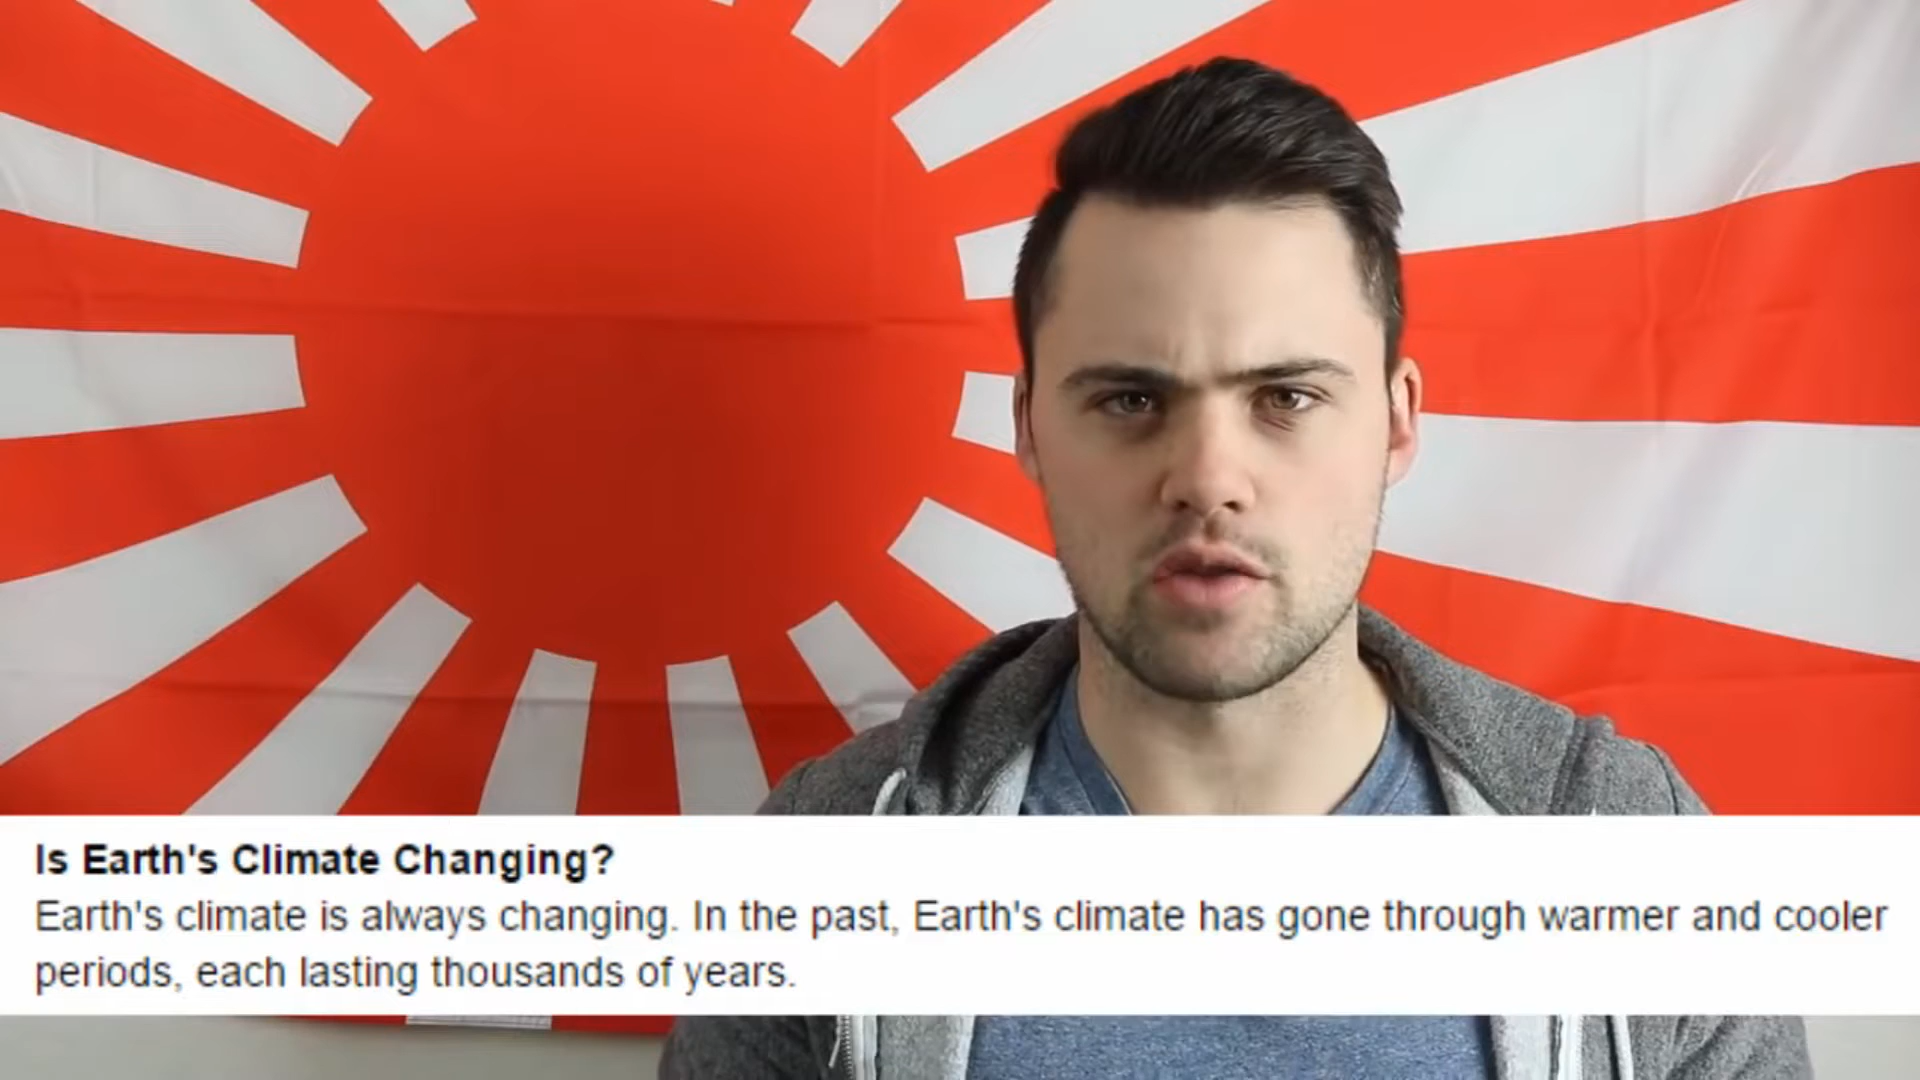 Is Earth's Climate Changing?
Earth's climate is always changing. In the past, Earth's climate has gone through warmer and cooler
periods, each lasting thousands of years.